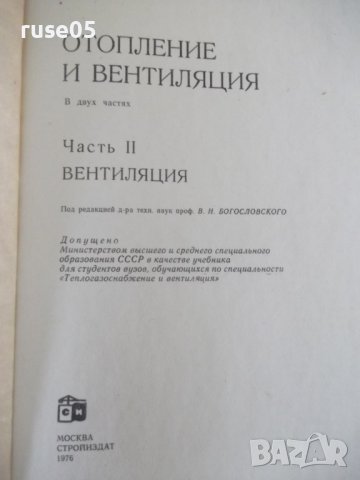 ruse05
ОТОПЛЕНИЕ
И ВЕНТИЛЯЦИЯ
В двух частях
Часть II
ВЕНТИЛЯЦИЯ
Под редакцией д-ра техн. наук проф. В. Н. БОГОСЛОВСКОГО
Допущено
Министерством высшего и среднего специального
образования СССР в качестве учебника
для студентов вузов, обучающихся по специальности
«Теплогазоснабжение и вентиляция»
С И
МОСКВА
СТРОЙИЗДАТ
1976
BAZAR